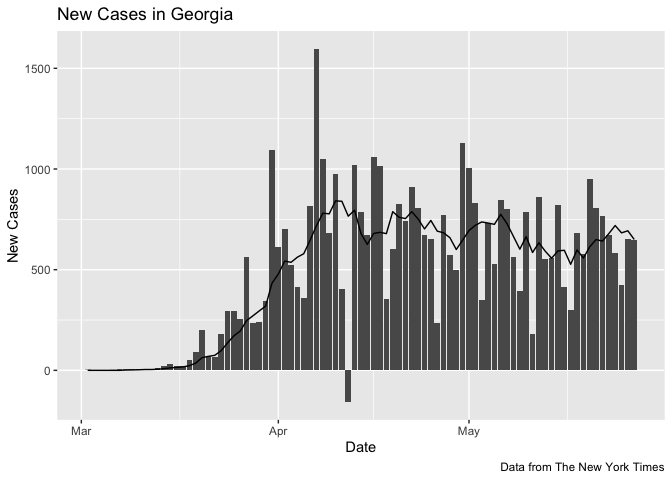 New Cases in Georgia
1500
1000
500
0
New Cases
Mar
Apr
May
Date
Data from The New York Times